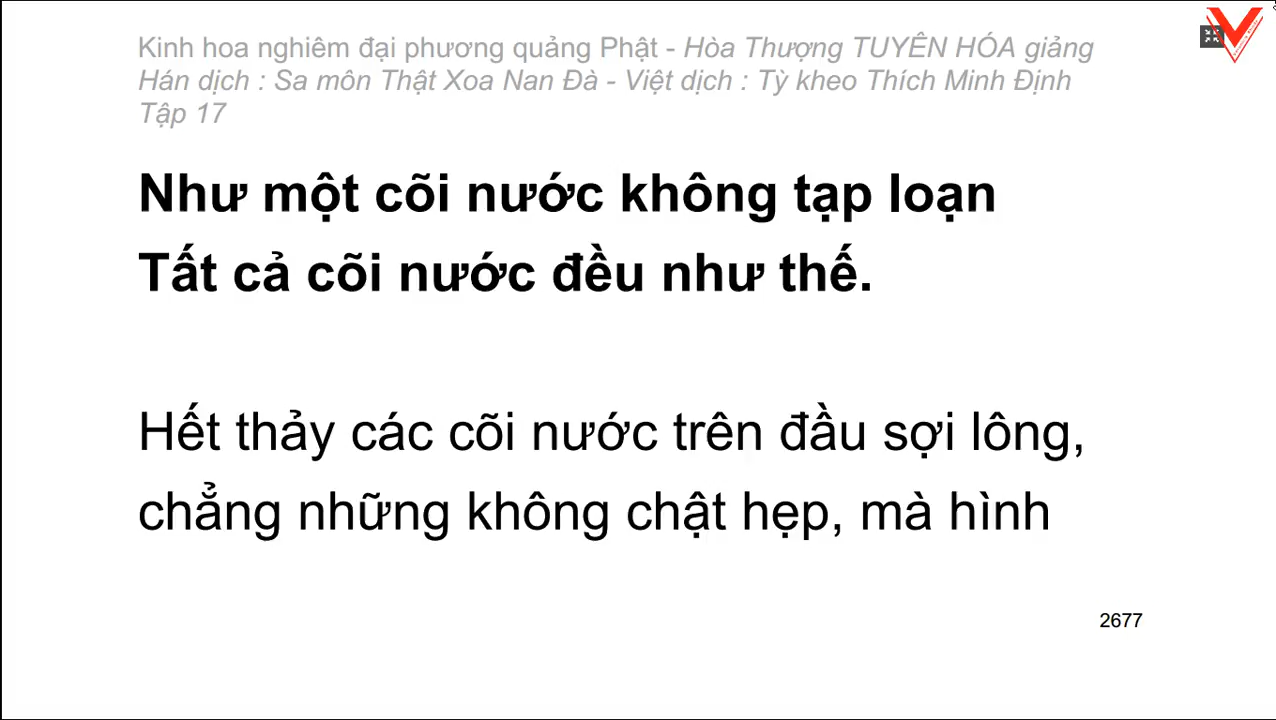 Kinh hoa nghiêm đại phương quảng Phật - Hòa Thượng TUYÊN HÓA giảng
Hán dịch : Sa môn Thật Xoa Nan Đà - Việt dịch : Tỳ kheo Thích Minh Định
Tập 17
Như một cõi nước không tạp loạn
Tất cả cõi nước đều như thế.
Hết thảy các cõi nước trên đầu sợi lông,
chẳng những không chật hẹp, mà hình
2677